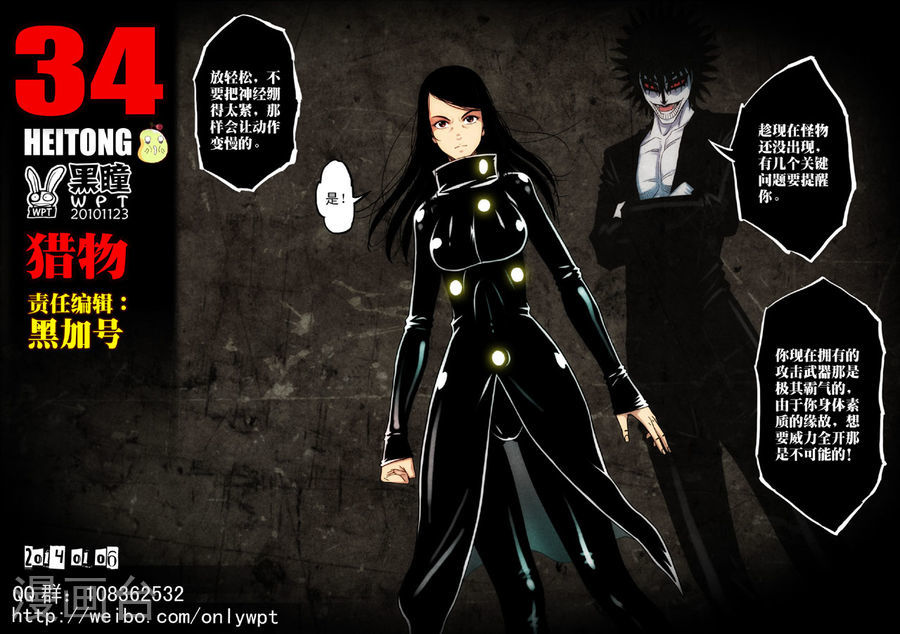 34
HEITONG
黑瞳
WPT
WPT
20101123
猎物
责任编辑：
黑加号
趁现在怪物
还没出现，
有几个关键
问题要提醒
你。
你现在拥有的
攻击武器那是
极其霸气的，
由于你身体素
质的缘故，想
要威力全开那
是不可能的！
放轻松，不
要把神经绷
得太紧，那
样会让动作
变慢的。
是！
2014 01 06
漫画台
QQ 群：108362532
http://weibo.com/onlywpt